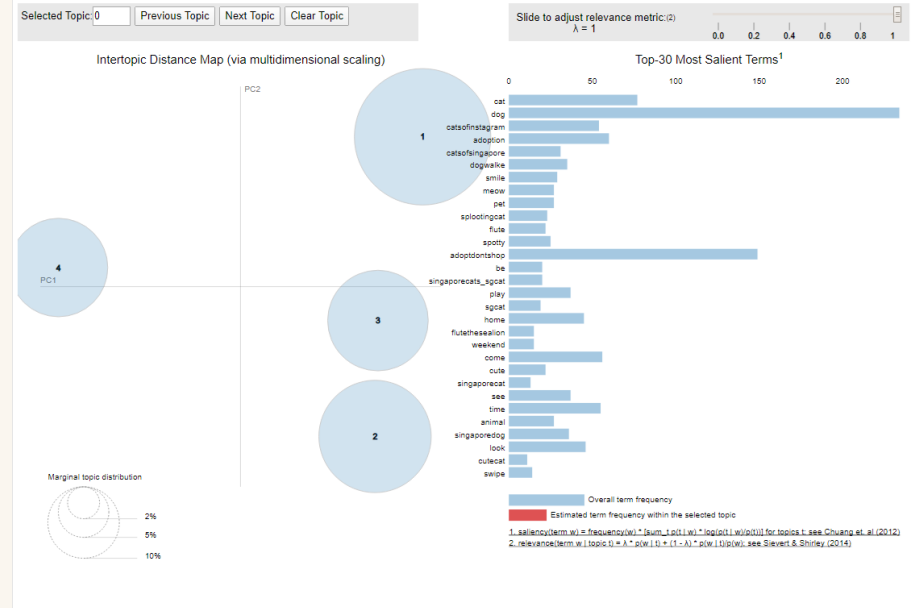 Selected Topic: 0 Previous Topic Next Topic Clear Topic
Slide to adjust relevance metric:(2)
λ = 1
0.0 0.2 0.4 0.6 0.8 1
Intertopic Distance Map (via multidimensional scaling)
PC2
PC1
1
4
3
2
Marginal topic distribution
2%
5%
10%
Top-30 Most Salient Terms1
0 50 100 150 200
cat
dog
catsofinstagram
adoption
catsofsingapore
dogwalke
smile
meow
pet
splootingcat
flute
spotty
adoptdontshop
be
singaporecats_sgcat
play
sgcat
home
flutethesealion
weekend
come
cute
singaporecat
see
time
animal
singaporedog
look
cutecat
swipe
Overall term frequency
Estimated term frequency within the selected topic
1. saliency(term w) = frequency(w) * [sum_t p(t | w) * log(p(t | w)/p(t))] for topics t; see Chuang et. al (2012)
2. relevance(term w | topic t) = λ * p(w | t) + (1 - λ) * p(w | t)/p(w); see Sievert & Shirley (2014)